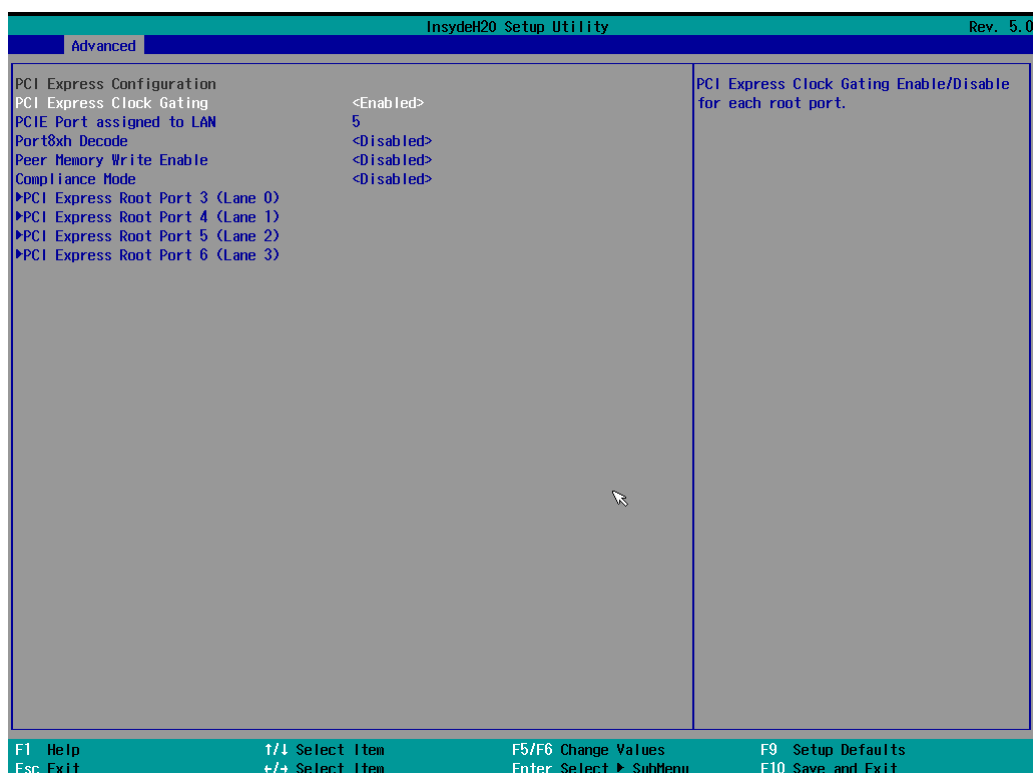 InsydeH20 Setup Utility Rev. 5.0
Advanced
PCI Express Configuration
PCI Express Clock Gating <Enabled>
PCIE Port assigned to LAN 5
Port8xh Decode <Disabled>
Peer Memory Write Enable <Disabled>
Compliance Mode <Disabled>
▶PCI Express Root Port 3 (Lane 0)
▶PCI Express Root Port 4 (Lane 1)
▶PCI Express Root Port 5 (Lane 2)
▶PCI Express Root Port 6 (Lane 3)
PCI Express Clock Gating Enable/Disable
for each root port.
F1 Help ↑/↓ Select Item F5/F6 Change Values F9 Setup Defaults
Esc Exit ←/→ Select Item Enter Select ▶ SubMenu F10 Save and Exit